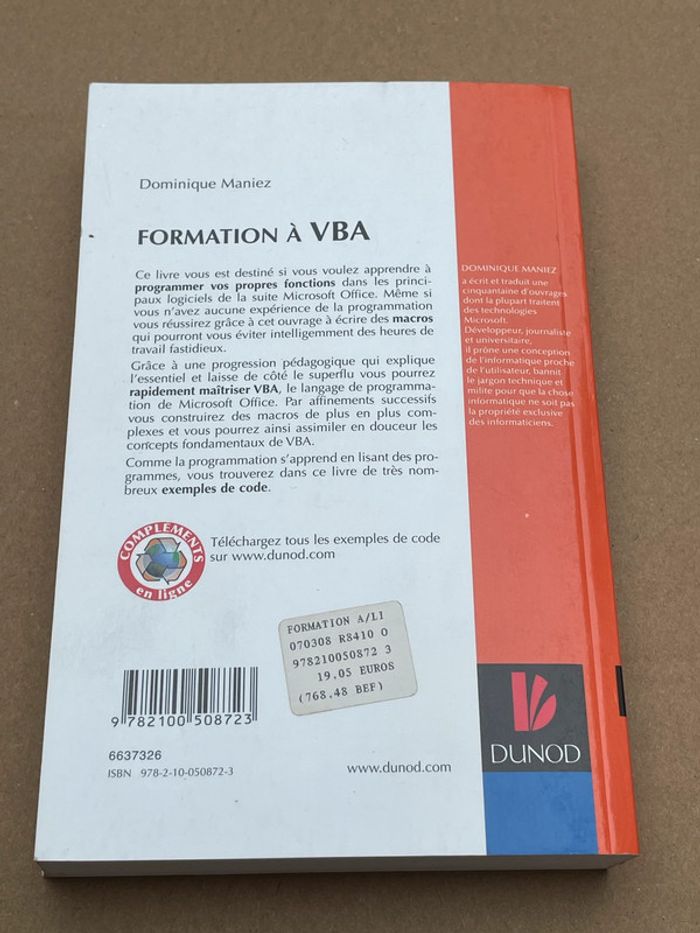 Dominique Maniez
FORMATION À VBA
Ce livre vous est destiné si vous voulez apprendre à
programmer vos propres fonctions dans les princi-
paux logiciels de la suite Microsoft Office. Même si
vous n'avez aucune expérience de la programmation
vous réussirez grâce à cet ouvrage à écrire des macros
qui pourront vous éviter intelligemment des heures de
travail fastidieux.
Grâce à une progression pédagogique qui explique
l'essentiel et laisse de côté le superflu vous pourrez
rapidement maîtriser VBA, le langage de programma-
tion de Microsoft Office. Par affinements successifs
vous construirez des macros de plus en plus com-
plexes et vous pourrez ainsi assimiler en douceur les
concepts fondamentaux de VBA.
Comme la programmation s'apprend en lisant des pro-
grammes, vous trouverez dans ce livre de très nom-
breux exemples de code.
COMPLÉMENTS
en ligne
Téléchargez tous les exemples de code
sur www.dunod.com
FORMATION A/LI
070308 R8410 0
978210050872 3
19.05 EUROS
(768.48 BEF)
9 782100 508723
6637326
ISBN 978-2-10-050872-3
www.dunod.com
DOMINIQUE MANIEZ
a écrit et traduit une
cinquantaine d'ouvrages
dont la plupart traitent
des technologies
Microsoft.
Développeur, journaliste
et universitaire,
il prône une conception
de l'informatique proche
de l'utilisateur, bannit
le jargon technique et
milite pour que la chose
informatique ne soit pas
la propriété exclusive
des informaticiens.
DUNOD